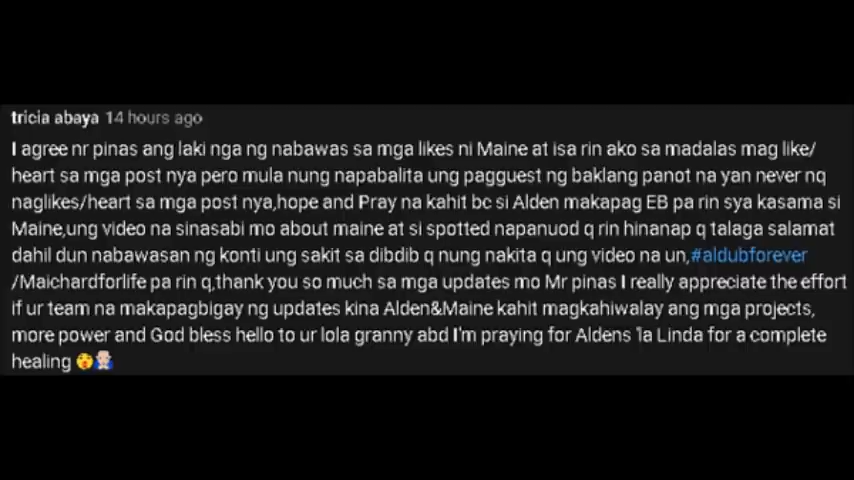 tricia abaya 14 hours ago
I agree nr pinas ang laki nga ng nabawas sa mga likes ni Maine at isa rin ako sa madalas mag like/
heart sa mga post nya pero mula nung napabalita ung pagguest ng baklang panot na yan never nq
naglikes/heart sa mga post nya,hope and Pray na kahit bc si Alden makapag EB pa rin sya kasama si
Maine,ung video na sinasabi mo about maine at si spotted napanuod q rin hinanap q talaga salamat
dahil dun nabawasan ng konti ung sakit sa dibdib q nung nakita q ung video na un,#aldubforever
/Maichardforlife pa rin q,thank you so much sa mga updates mo Mr pinas I really appreciate the effort
if ur team na makapagbigay ng updates kina Alden&Maine kahit magkahiwalay ang mga projects,
more power and God bless hello to ur lola granny abd I'm praying for Aldens 'la Linda for a complete
healing